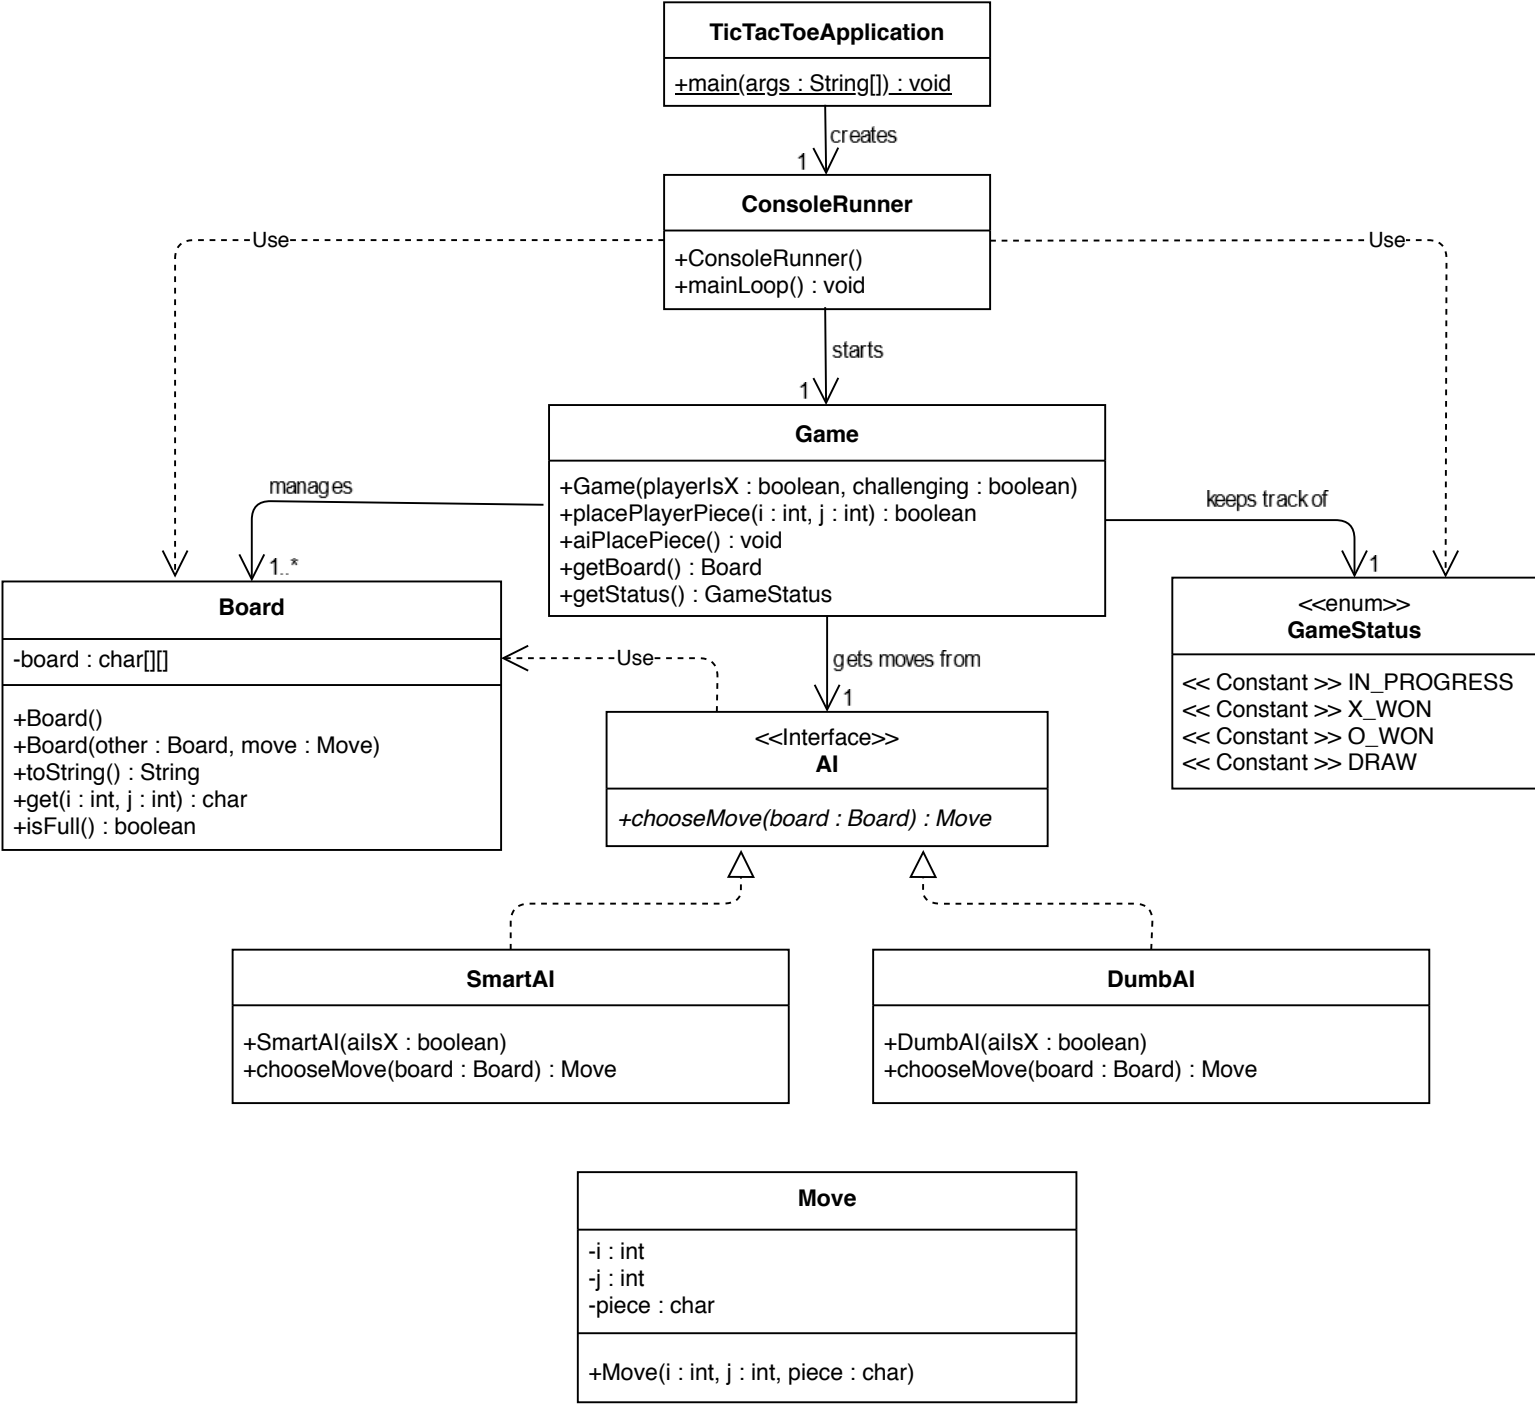 TicTacToeApplication
+main(args : String[]) : void
creates
1
ConsoleRunner
Use
Use
+ConsoleRunner()
+mainLoop() : void
starts
1
Game
manages
+Game(playerIsX : boolean, challenging : boolean)
+placePlayerPiece(i : int, j : int) : boolean
+aiPlacePiece() : void
+getBoard() : Board
+getStatus() : GameStatus
keeps track of
1..*
1
Board
-board : char[][]
+Board()
+Board(other : Board, move : Move)
+toString() : String
+get(i : int, j : int) : char
+isFull() : boolean
Use
gets moves from
1
<<enum>>
GameStatus
<< Constant >> IN_PROGRESS
<< Constant >> X_WON
<< Constant >> O_WON
<< Constant >> DRAW
<<Interface>>
AI
+chooseMove(board : Board) : Move
SmartAI
+SmartAI(aiIsX : boolean)
+chooseMove(board : Board) : Move
DumbAI
+DumbAI(aiIsX : boolean)
+chooseMove(board : Board) : Move
Move
-i : int
-j : int
-piece : char
+Move(i : int, j : int, piece : char)